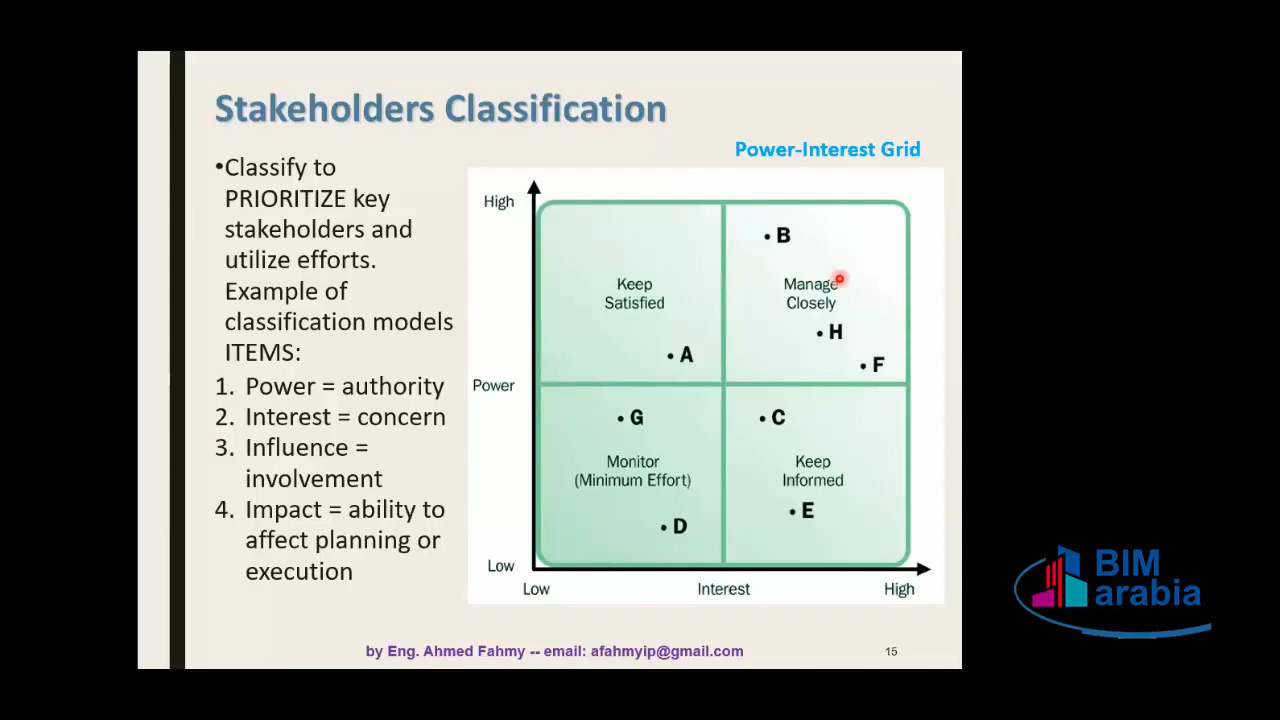 Stakeholders Classification
Power-Interest Grid
•Classify to
PRIORITIZE key
stakeholders and
utilize efforts.
Example of
classification models
ITEMS:
1. Power = authority
2. Interest = concern
3. Influence =
involvement
4. Impact = ability to
affect planning or
execution
High
• B
Keep
Satisfied
Manage
Closely
• H
• A
• F
Power
• G
• C
Monitor
(Minimum Effort)
Keep
Informed
• E
• D
Low
Low
Interest
High
by Eng. Ahmed Fahmy -- email: afahmyip@gmail.com
15
BIM
arabia